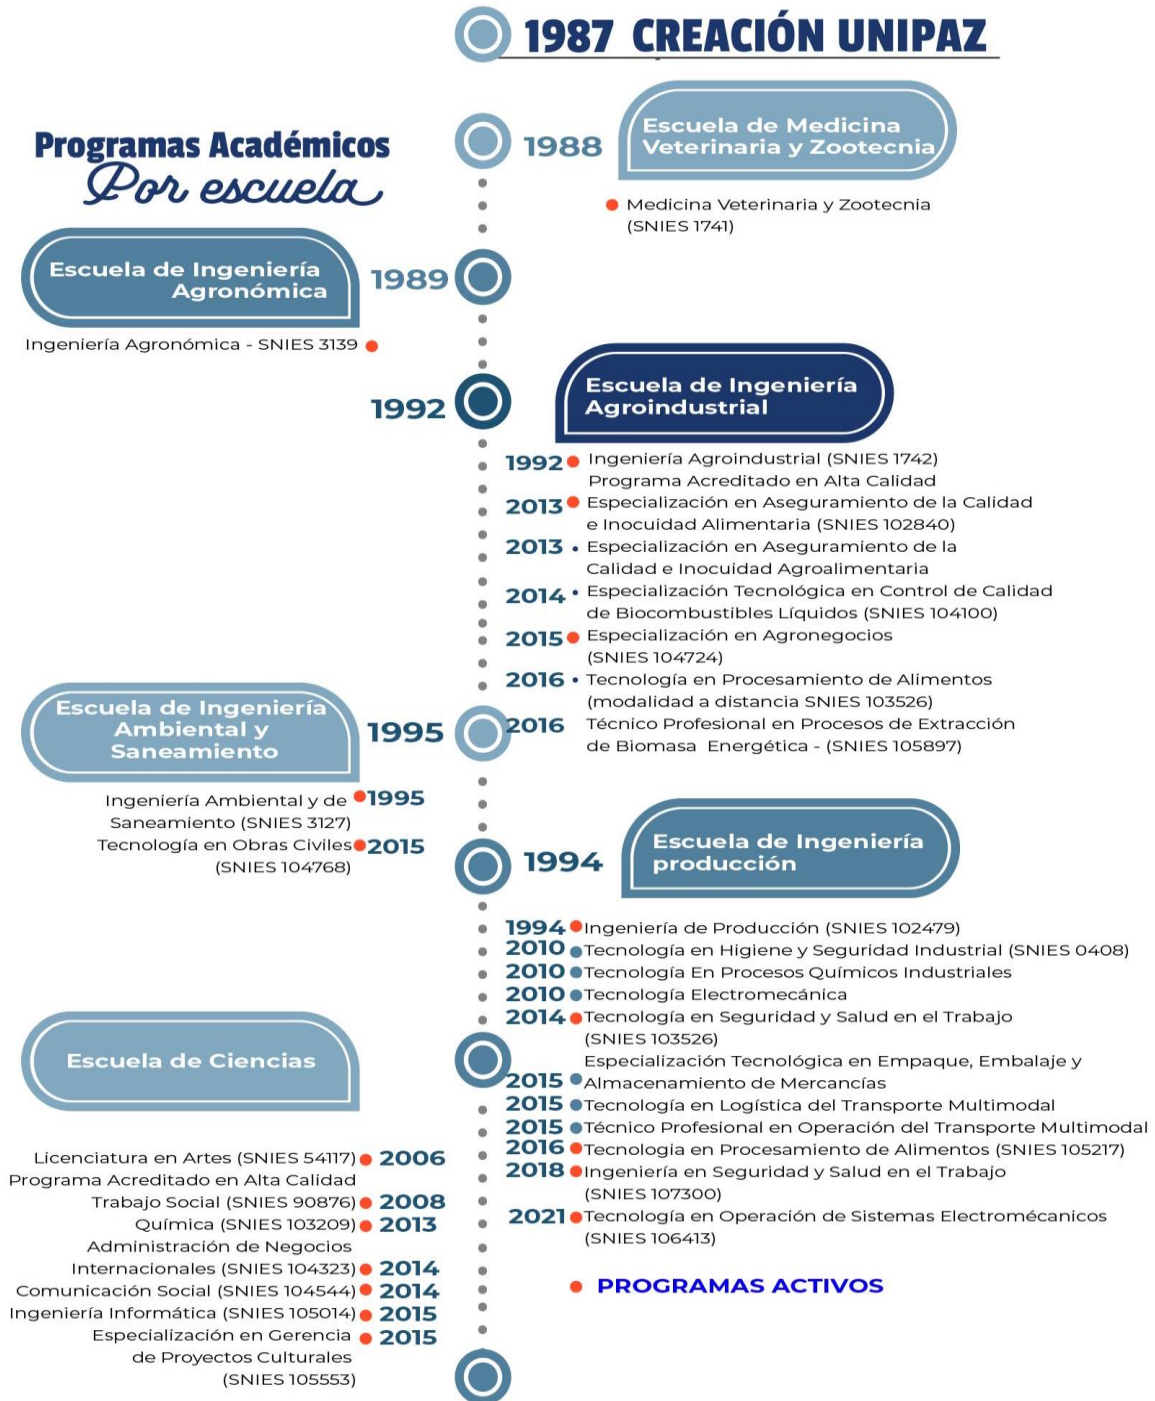 1987 CREACIÓN UNIPAZ
Programas Académicos
Por escuela
1988
Escuela de Medicina
Veterinaria y Zootecnia
Medicina Veterinaria y Zootecnia
(SNIES 1741)
Escuela de Ingeniería
Agronómica
1989
Ingeniería Agronómica - SNIES 3139
1992
Escuela de Ingeniería
Agroindustrial
1992 Ingeniería Agroindustrial (SNIES 1742)
Programa Acreditado en Alta Calidad
2013 Especialización en Aseguramiento de la Calidad
e Inocuidad Alimentaria (SNIES 102840)
2013 Especialización en Aseguramiento de la
Calidad e Inocuidad Agroalimentaria
2014 Especialización Tecnológica en Control de Calidad
de Biocombustibles Líquidos (SNIES 104100)
2015 Especialización en Agronegocios
(SNIES 104724)
2016 Tecnología en Procesamiento de Alimentos
(modalidad a distancia SNIES 103526)
2016 Técnico Profesional en Procesos de Extracción
de Biomasa Energética - (SNIES 105897)
Escuela de Ingeniería
Ambiental y
Saneamiento
1995
Ingeniería Ambiental y de 1995
Saneamiento (SNIES 3127)
Tecnología en Obras Civiles 2015
(SNIES 104768)
1994
Escuela de Ingeniería
producción
1994 Ingeniería de Producción (SNIES 102479)
2010 Tecnología en Higiene y Seguridad Industrial (SNIES 0408)
2010 Tecnología En Procesos Químicos Industriales
2010 Tecnología Electromecánica
2014 Tecnología en Seguridad y Salud en el Trabajo
(SNIES 103526)
Especialización Tecnológica en Empaque, Embalaje y
2015 Almacenamiento de Mercancías
2015 Tecnología en Logística del Transporte Multimodal
2015 Técnico Profesional en Operación del Transporte Multimodal
2016 Tecnología en Procesamiento de Alimentos (SNIES 105217)
2018 Ingeniería en Seguridad y Salud en el Trabajo
(SNIES 107300)
2021 Tecnología en Operación de Sistemas Electromécanicos
(SNIES 106413)
PROGRAMAS ACTIVOS
Escuela de Ciencias
Licenciatura en Artes (SNIES 54117) 2006
Programa Acreditado en Alta Calidad
Trabajo Social (SNIES 90876) 2008
Química (SNIES 103209) 2013
Administración de Negocios
Internacionales (SNIES 104323) 2014
Comunicación Social (SNIES 104544) 2014
Ingeniería Informática (SNIES 105014) 2015
Especialización en Gerencia 2015
de Proyectos Culturales
(SNIES 105553)